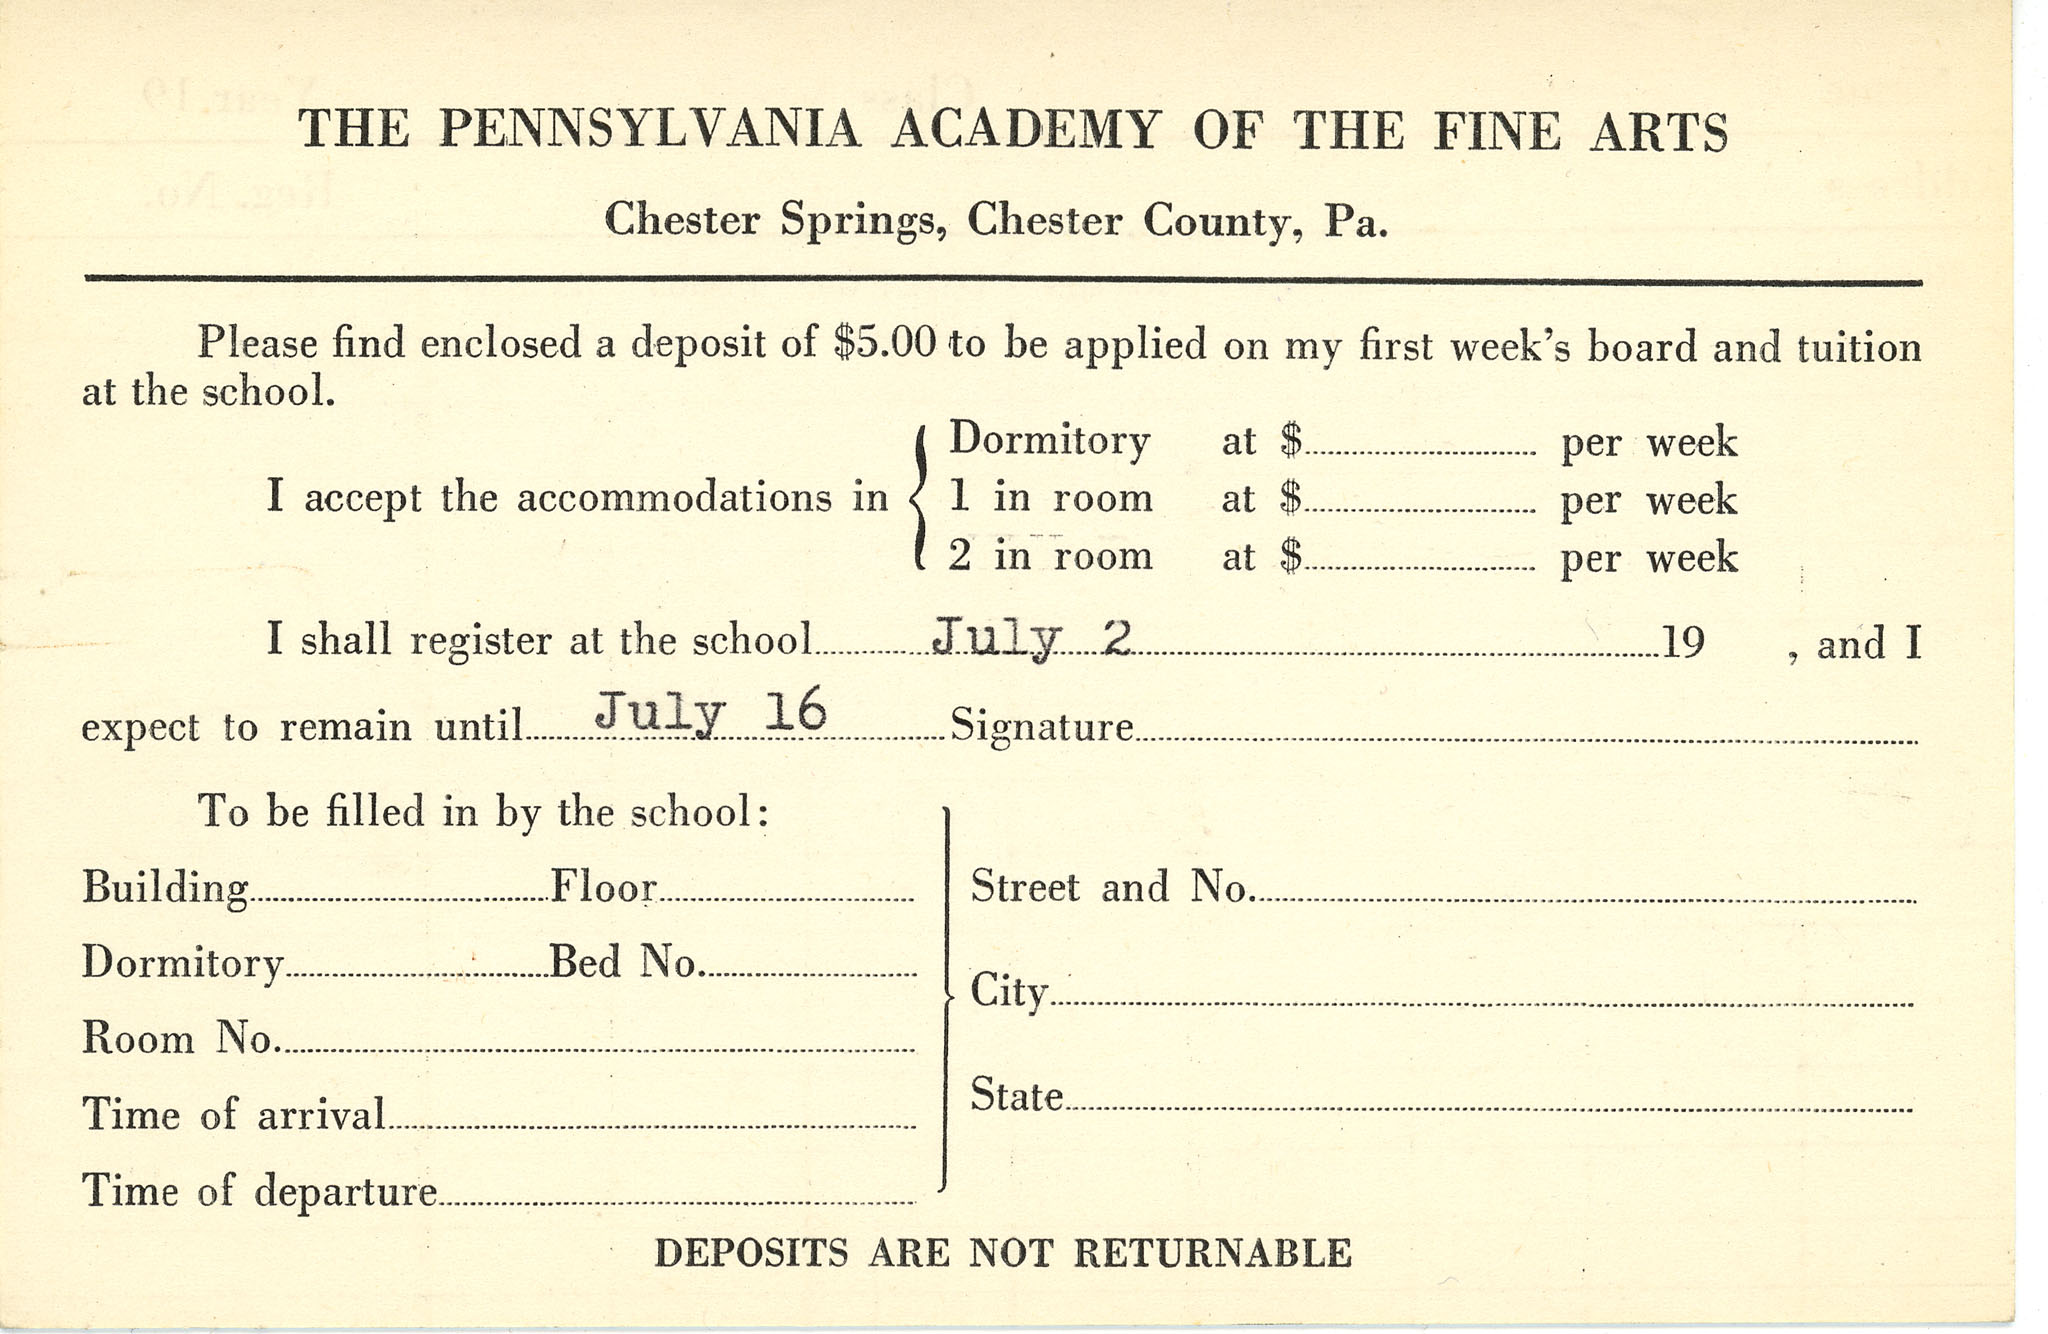 THE PENNSYLVANIA ACADEMY OF THE FINE ARTS
Chester Springs, Chester County, Pa.
Please find enclosed a deposit of $5.00 to be applied on my first week's board and tuition
at the school.
I accept the accommodations in
Dormitory at $ per week
1 in room at $ per week
2 in room at $ per week
I shall register at the school July 2 19 , and I
expect to remain until July 16 Signature
To be filled in by the school:
Building Floor
Dormitory Bed No.
Room No.
Time of arrival
Time of departure
Street and No.
City
State
DEPOSITS ARE NOT RETURNABLE